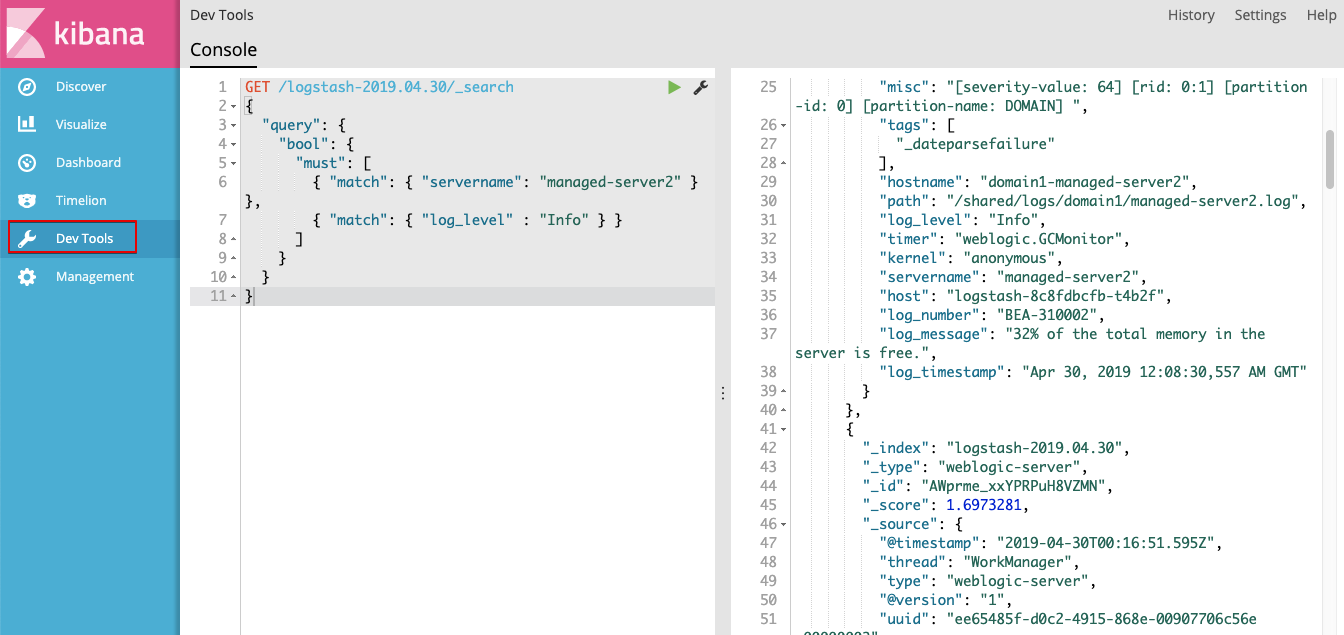 kibana
Discover
Visualize
Dashboard
Timelion
Dev Tools
Management
Dev Tools
History Settings Help
Console
1 GET /logstash-2019.04.30/_search
2 {
3 "query": {
4 "bool": {
5 "must": [
6 { "match": { "servername": "managed-server2" }
},
7 { "match": { "log_level" : "Info" } }
8 ]
9 }
10 }
11 }
25 "misc": "[severity-value: 64] [rid: 0:1] [partition
-id: 0] [partition-name: DOMAIN] ",
26 "tags": [
27 "_dateparsefailure"
28 ],
29 "hostname": "domain1-managed-server2",
30 "path": "/shared/logs/domain1/managed-server2.log",
31 "log_level": "Info",
32 "timer": "weblogic.GCMonitor",
33 "kernel": "anonymous",
34 "servername": "managed-server2",
35 "host": "logstash-8c8fdbcfb-t4b2f",
36 "log_number": "BEA-310002",
37 "log_message": "32% of the total memory in the
server is free.",
38 "log_timestamp": "Apr 30, 2019 12:08:30,557 AM GMT"
39 }
40 },
41 {
42 "_index": "logstash-2019.04.30",
43 "_type": "weblogic-server",
44 "_id": "AWprme_xxYPRPuH8VZMN",
45 "_score": 1.6973281,
46 "_source": {
47 "@timestamp": "2019-04-30T00:16:51.595Z",
48 "thread": "WorkManager",
49 "type": "weblogic-server",
50 "@version": "1",
51 "uuid": "ee65485f-d0c2-4915-868e-00907706c56e